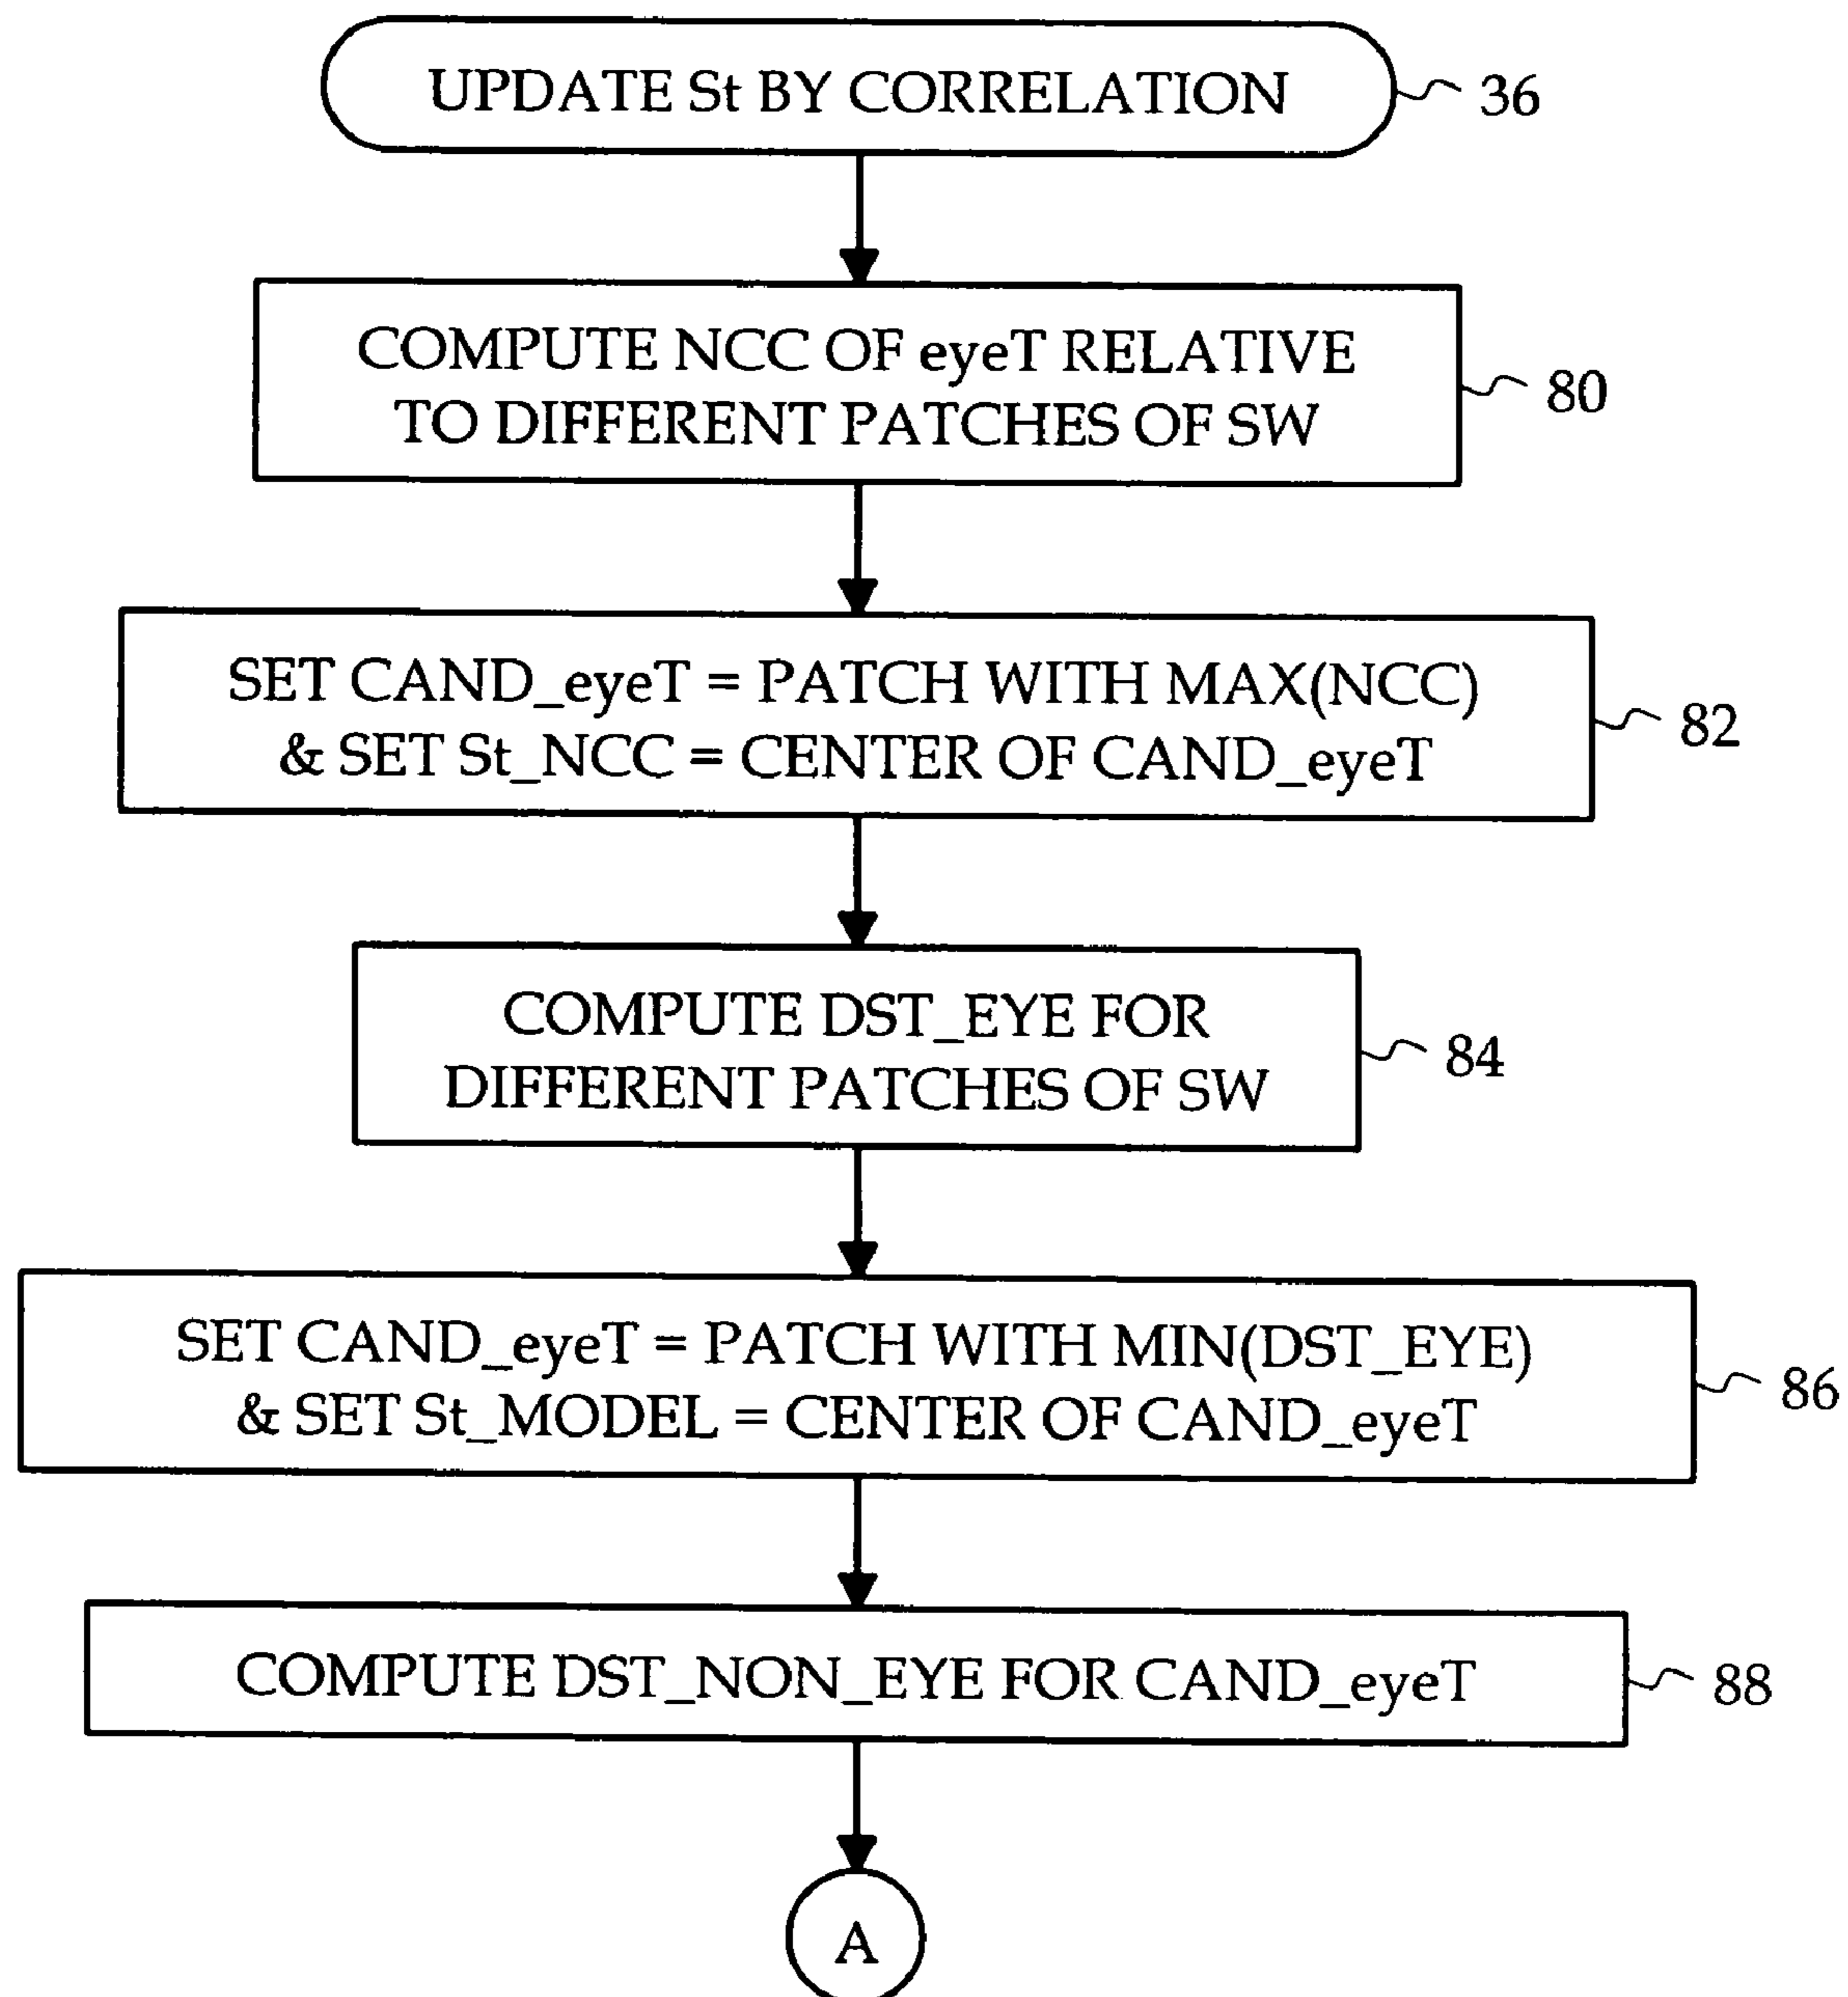 UPDATE St BY CORRELATION
36
COMPUTE NCC OF eyeT RELATIVE
TO DIFFERENT PATCHES OF SW
80
SET CAND_eyeT = PATCH WITH MAX(NCC)
& SET St_NCC = CENTER OF CAND_eyeT
82
COMPUTE DST_EYE FOR
DIFFERENT PATCHES OF SW
84
SET CAND_eyeT = PATCH WITH MIN(DST_EYE)
& SET St_MODEL = CENTER OF CAND_eyeT
86
COMPUTE DST_NON_EYE FOR CAND_eyeT
88
A